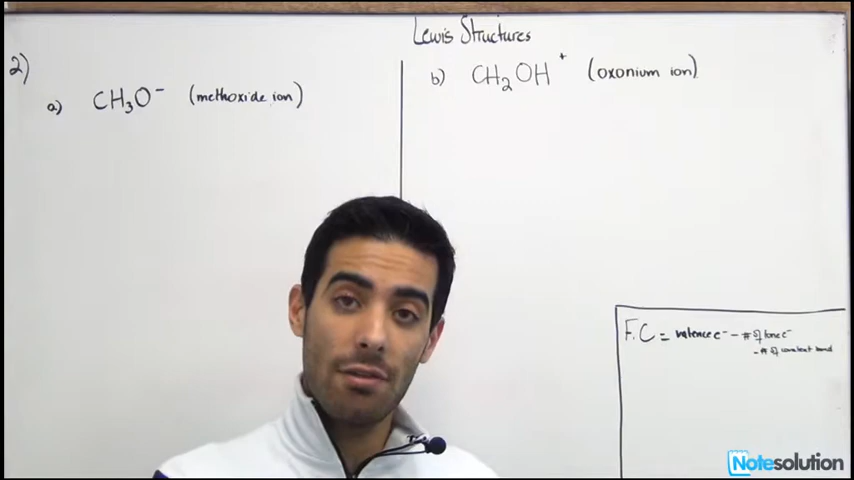 Lewis Structures
2)
a) CH₃O⁻ (methoxide ion)
b) CH₂OH⁺ (oxonium ion)
F.C = valence e⁻ - # of lone e⁻
- # of covalent bond
Notesolution